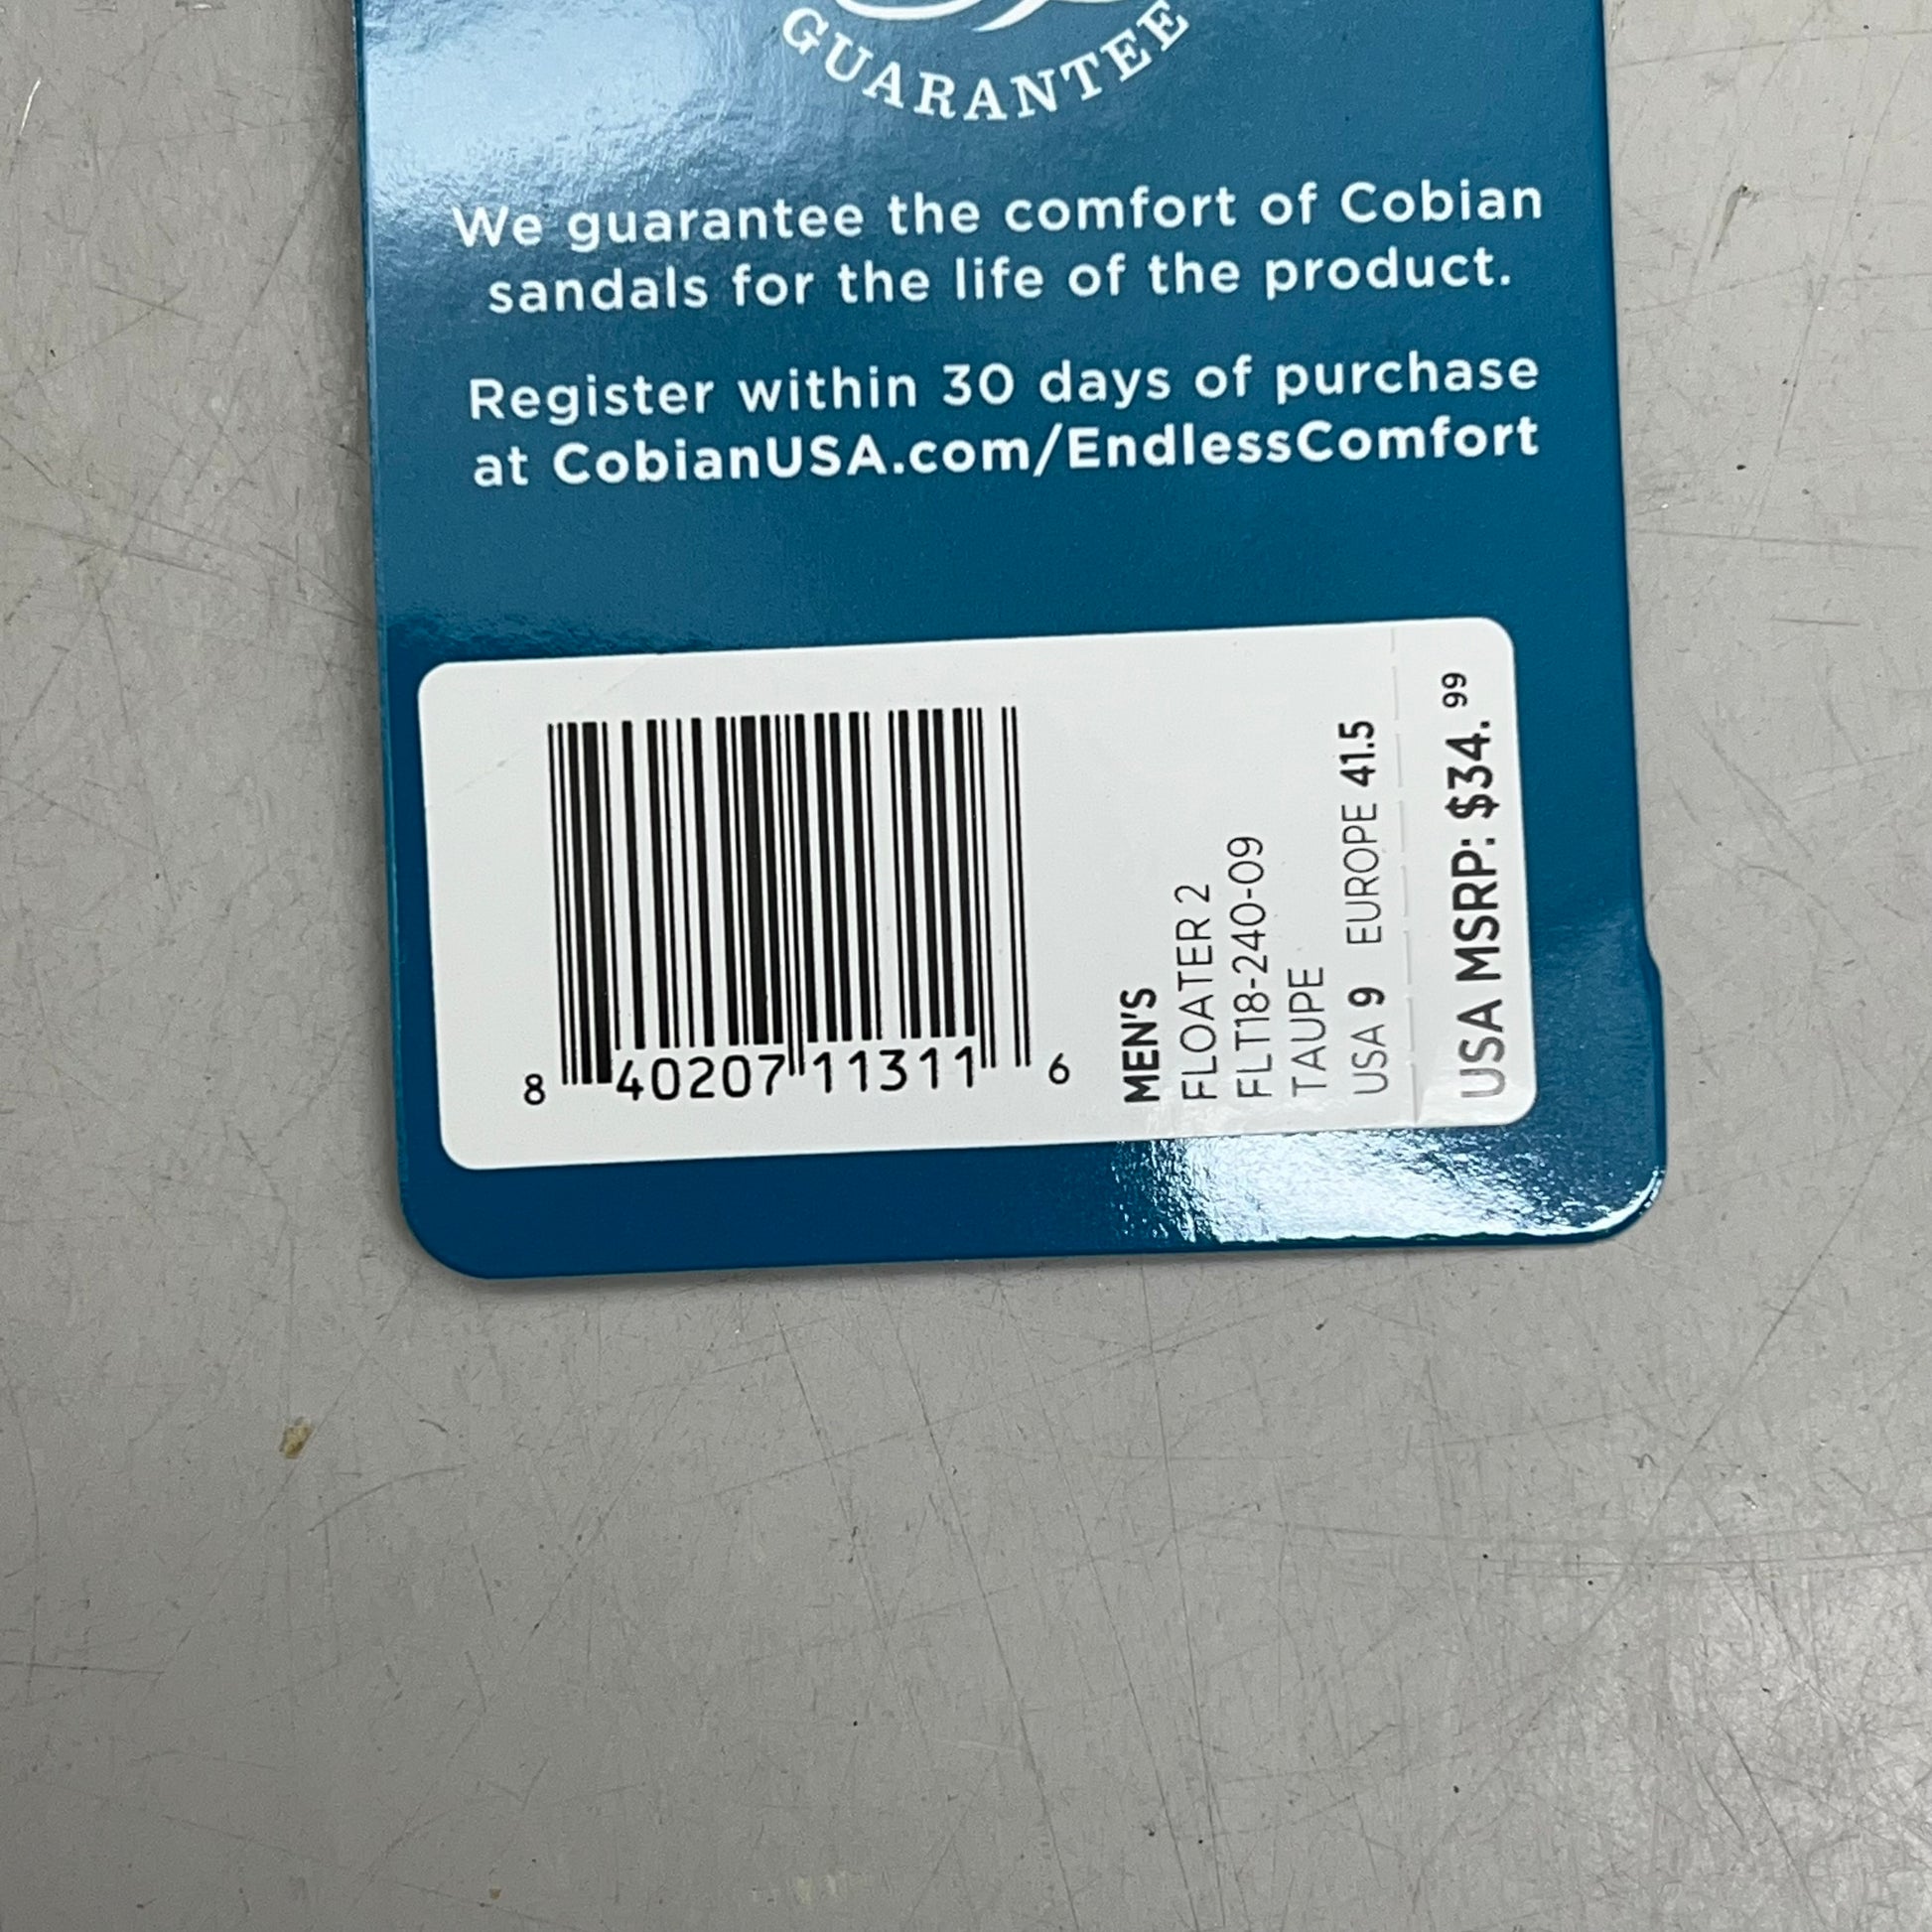 GUARANTEE
We guarantee the comfort of Cobian
sandals for the life of the product.
Register within 30 days of purchase
at CobianUSA.com/EndlessComfort
8 40207 11311 6
MEN'S
FLOATER 2
FLT18-240-09
TAUPE
USA 9 EUROPE 41.5
USA MSRP: $34.99